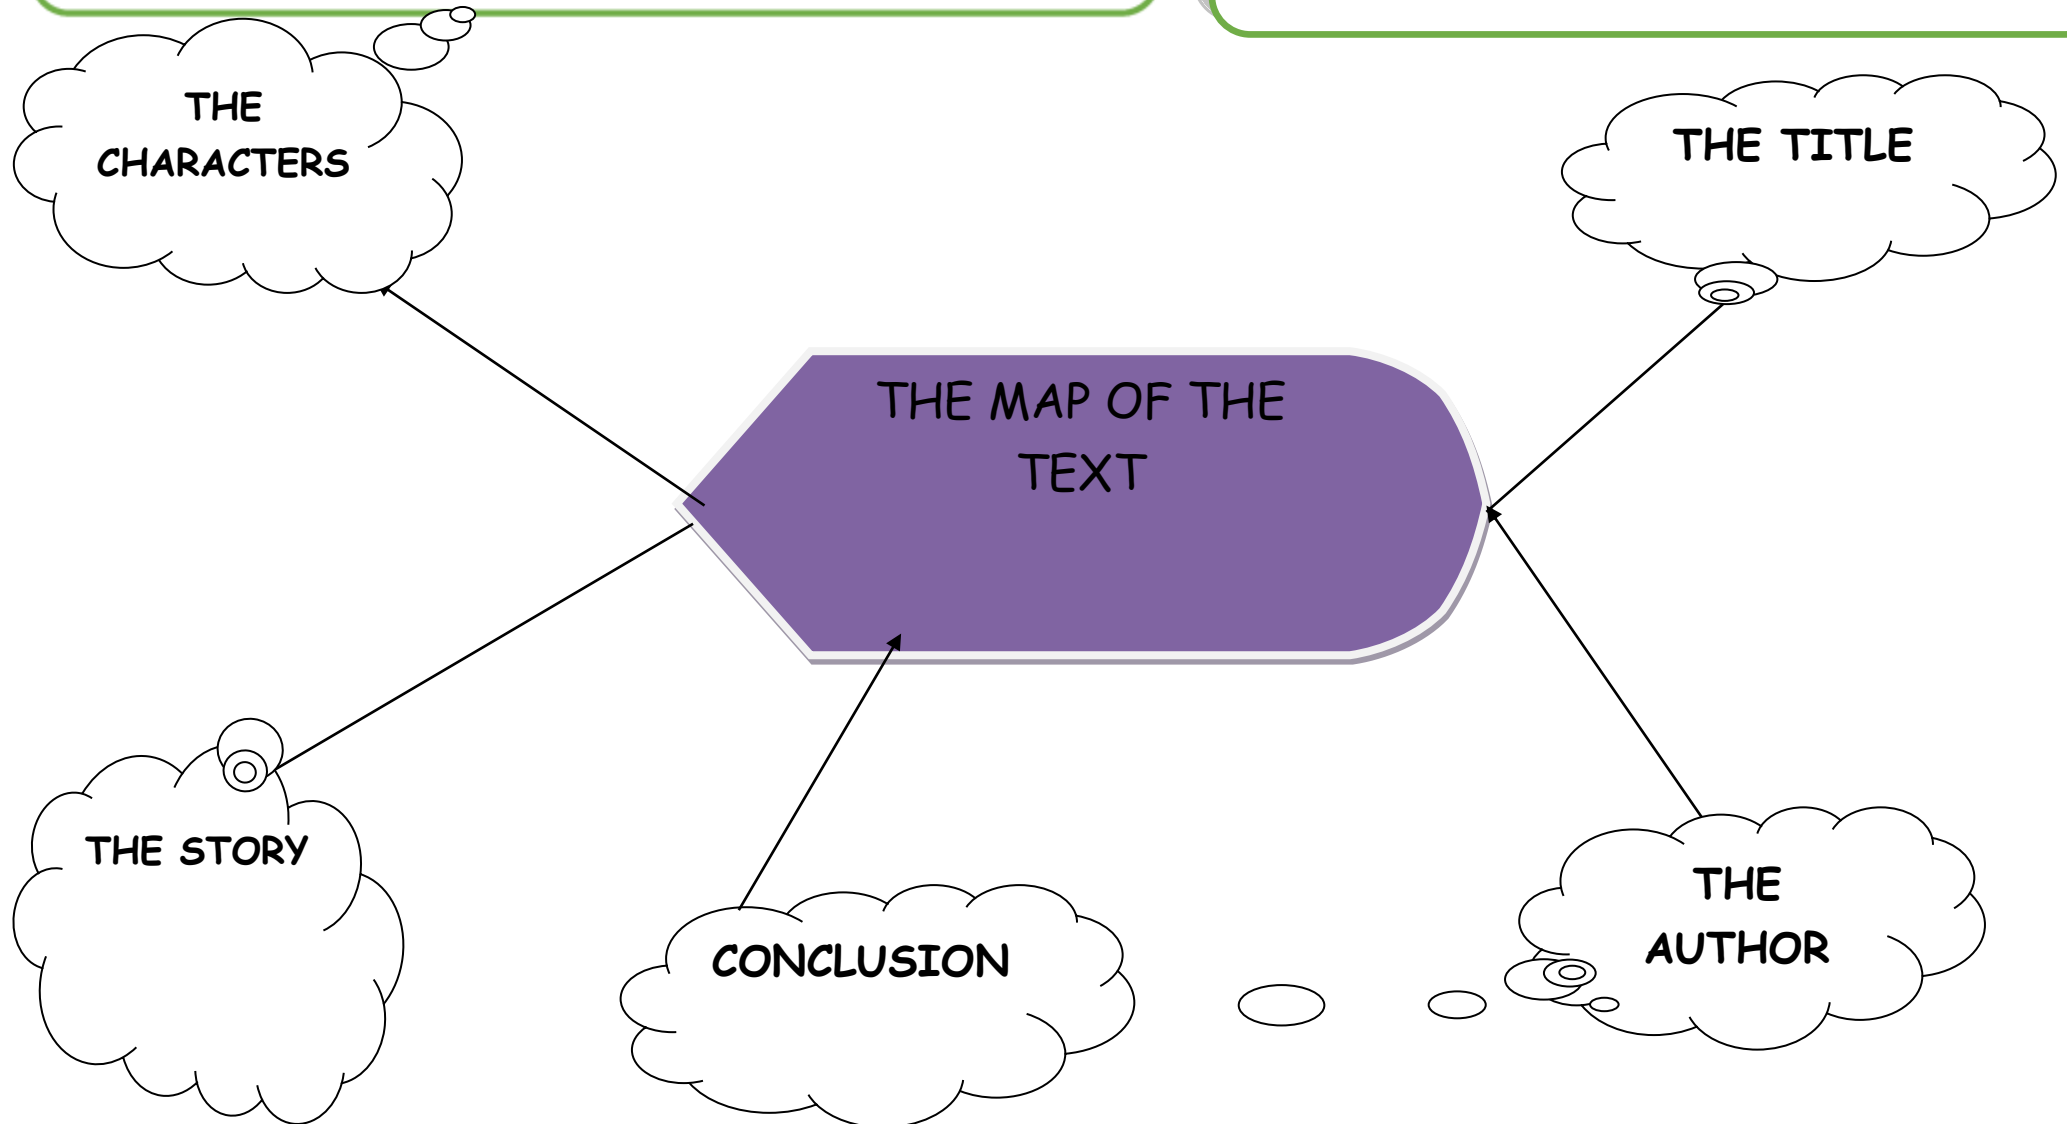 THE
CHARACTERS
THE TITLE
THE MAP OF THE
TEXT
THE STORY
CONCLUSION
THE
AUTHOR